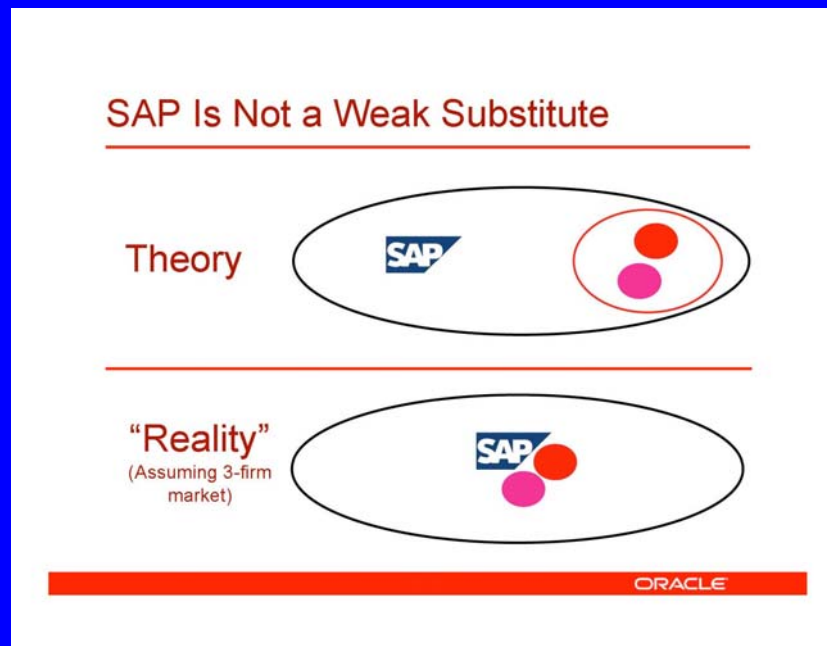 SAP Is Not a Weak Substitute
Theory
SAP
“Reality”
(Assuming 3-firm
market)
SAP
ORACLE